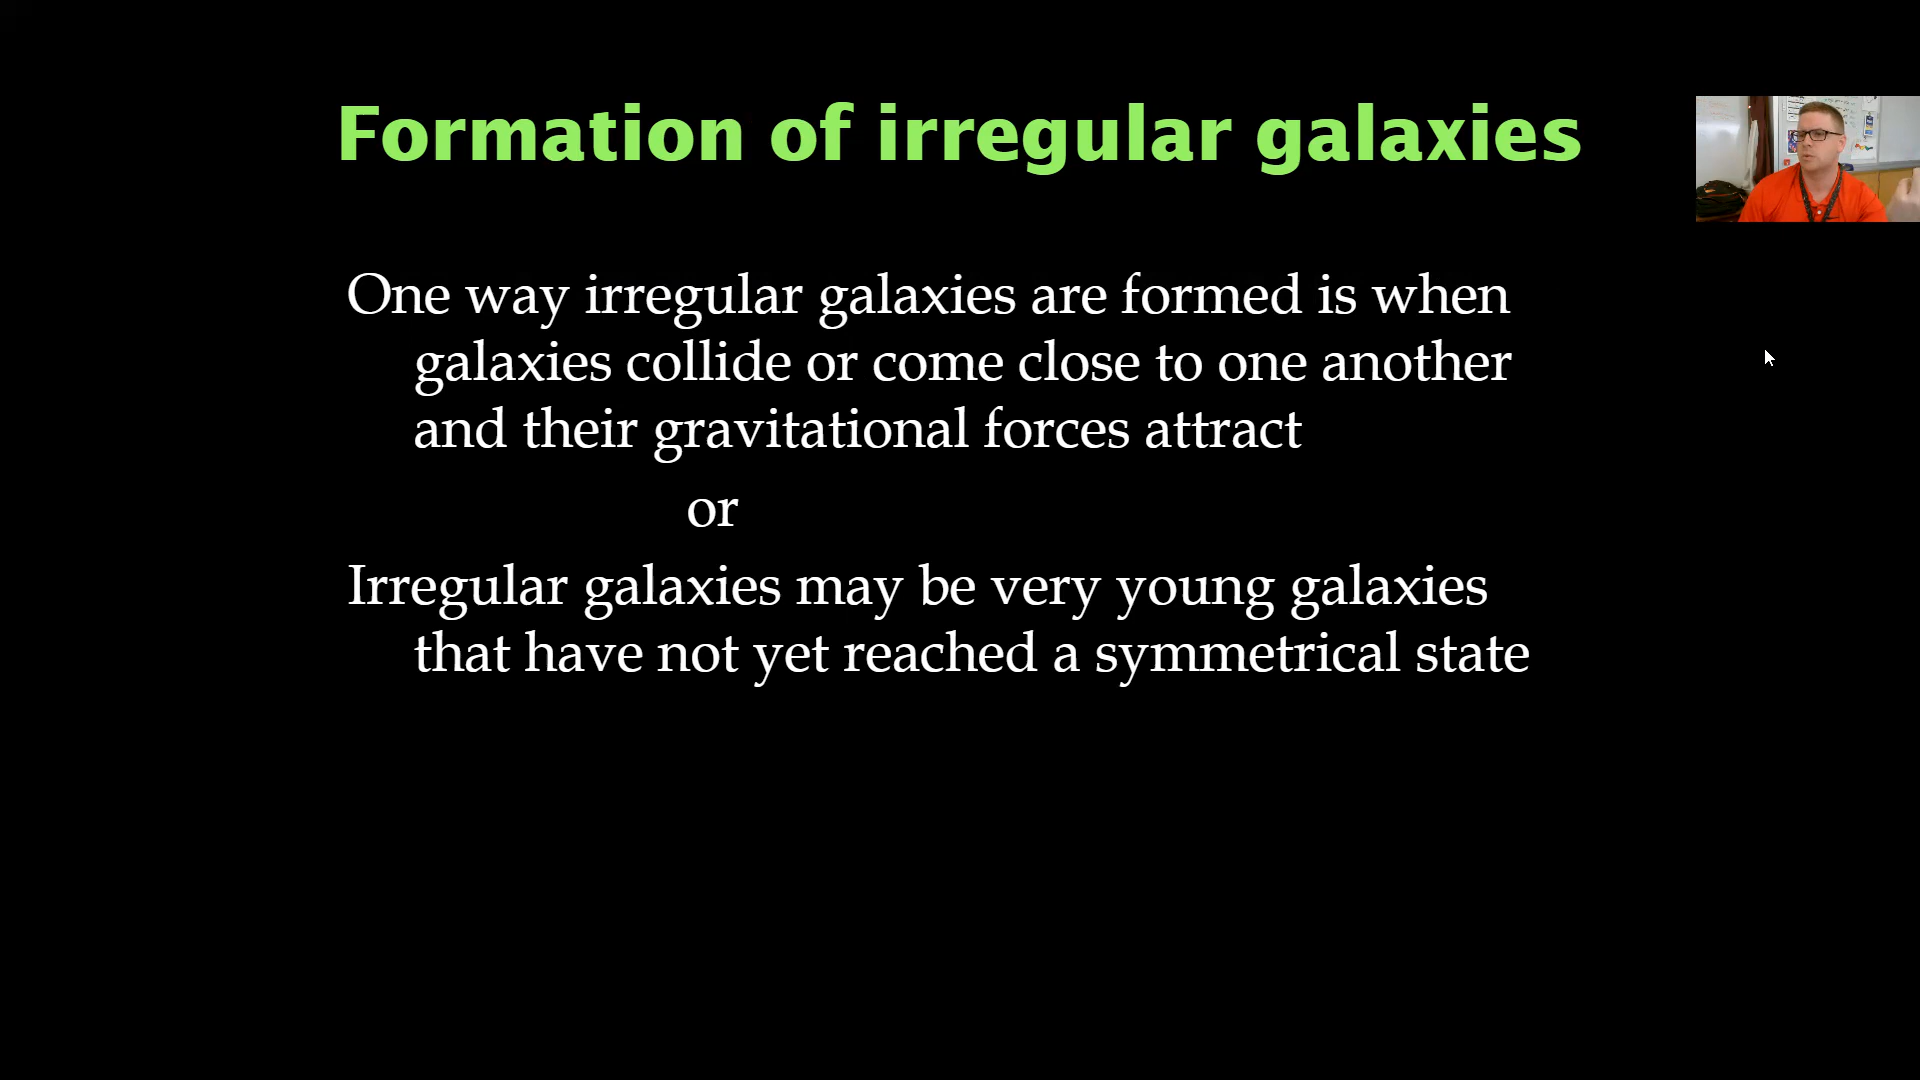 Formation of irregular galaxies
One way irregular galaxies are formed is when
galaxies collide or come close to one another
and their gravitational forces attract
or
Irregular galaxies may be very young galaxies
that have not yet reached a symmetrical state